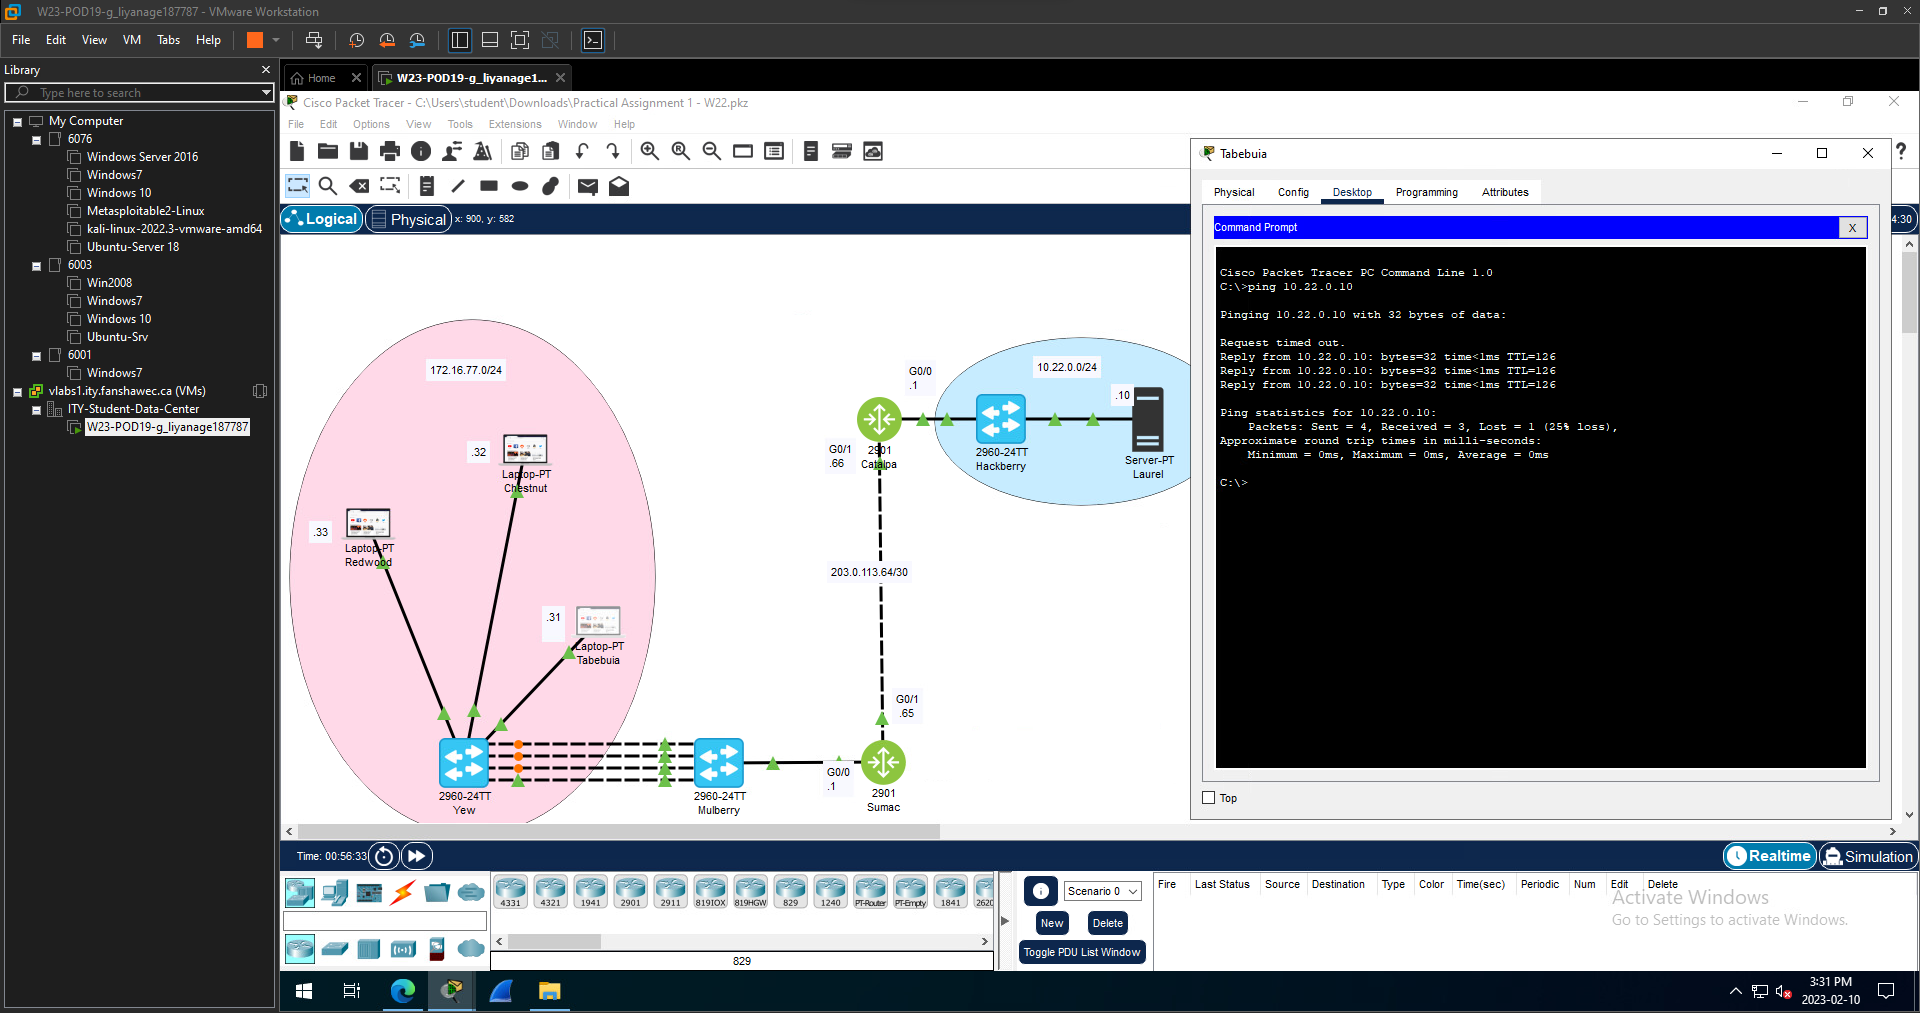 W23-POD19-g_liyanage187787 - VMware Workstation
File Edit View VM Tabs Help
Library
Type here to search
My Computer
6076
Windows Server 2016
Windows7
Windows 10
Metasploitable2-Linux
kali-linux-2022.3-vmware-amd64
Ubuntu-Server 18
6003
Win2008
Windows7
Windows 10
Ubuntu-Srv
6001
Windows7
vlabs1.ity.fanshawec.ca (VMs)
ITY-Student-Data-Center
W23-POD19-g_liyanage187787
Home
W23-POD19-g_liyanage1...
Cisco Packet Tracer - C:\Users\student\Downloads\Practical Assignment 1 - W22.pkz
File Edit Options View Tools Extensions Window Help
Logical Physical x: 900, y: 582
4:30
172.16.77.0/24
.32
Laptop-PT
Chestnut
.33
Laptop-PT
Redwood
.31
Laptop-PT
Tabebuia
2960-24TT
Yew
2960-24TT
Mulberry
G0/0
.1
2901
Sumac
G0/1
.65
203.0.113.64/30
G0/1
.66
2901
Catalpa
G0/0
.1
10.22.0.0/24
2960-24TT
Hackberry
.10
Server-PT
Laurel
Tabebuia
?
Physical Config Desktop Programming Attributes
Command Prompt
X
Cisco Packet Tracer PC Command Line 1.0
C:\>ping 10.22.0.10
Pinging 10.22.0.10 with 32 bytes of data:
Request timed out.
Reply from 10.22.0.10: bytes=32 time<1ms TTL=126
Reply from 10.22.0.10: bytes=32 time<1ms TTL=126
Reply from 10.22.0.10: bytes=32 time<1ms TTL=126
Ping statistics for 10.22.0.10:
Packets: Sent = 4, Received = 3, Lost = 1 (25% loss),
Approximate round trip times in milli-seconds:
Minimum = 0ms, Maximum = 0ms, Average = 0ms
C:\>
Top
Time: 00:56:33
Realtime Simulation
4331 4321 1941 2901 2911 819IOX 819HGW 829 1240 PT-Router PT-Empty 1841 2620
829
Scenario 0
New Delete
Toggle PDU List Window
Fire Last Status Source Destination Type Color Time(sec) Periodic Num Edit Delete
Activate Windows
Go to Settings to activate Windows.
3:31 PM
2023-02-10